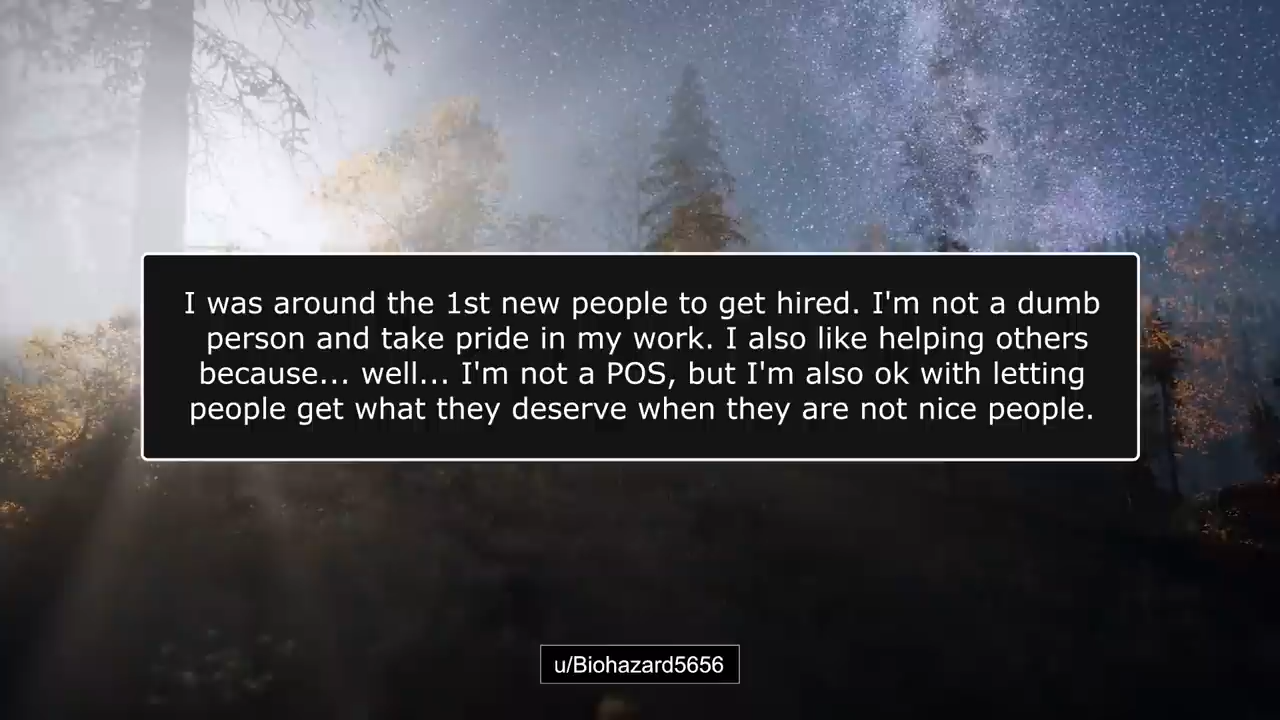 I was around the 1st new people to get hired. I'm not a dumb
person and take pride in my work. I also like helping others
because... well... I'm not a POS, but I'm also ok with letting
people get what they deserve when they are not nice people.
u/Biohazard5656